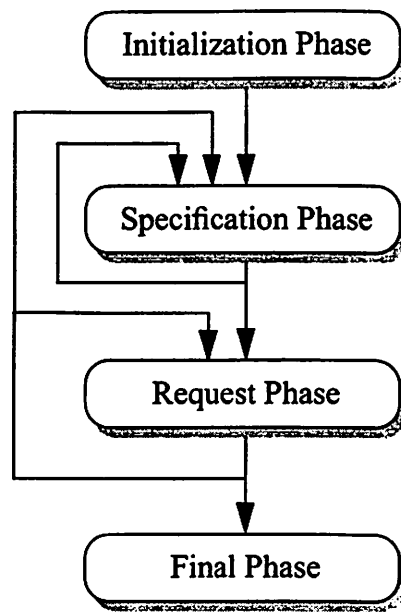 Initialization Phase
Specification Phase
Request Phase
Final Phase